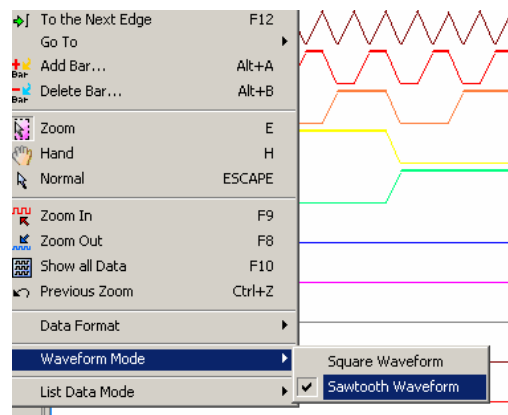 To the Next Edge F12
Go To
Bar Add Bar... Alt+A
Bar Delete Bar... Alt+B
Zoom E
Hand H
Normal ESCAPE
Zoom In F9
Zoom Out F8
Show all Data F10
Previous Zoom Ctrl+Z
Data Format
Waveform Mode
Square Waveform
Sawtooth Waveform
List Data Mode